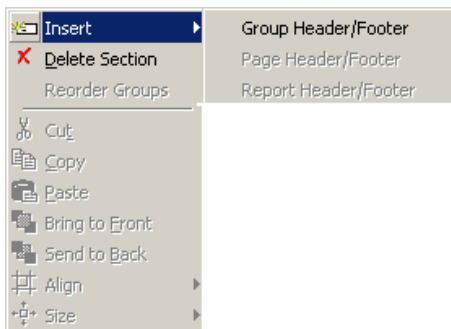 Insert
Group Header/Footer
Delete Section
Page Header/Footer
Reorder Groups
Report Header/Footer
Cut
Copy
Paste
Bring to Front
Send to Back
Align
Size